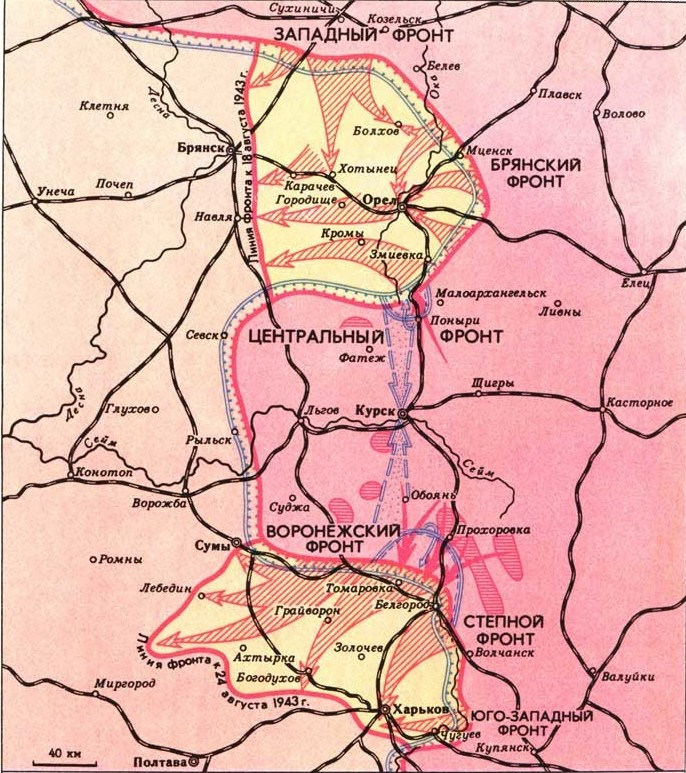 Сухиничи
Козельск
ЗАПАДНЫЙ ФРОНТ
Белев
Ока
Клетня
Десна
Плавск
Волово
Болхов
Мценск
Брянск
БРЯНСКИЙ
ФРОНТ
Хотынец
Карачев
Городище
Орел
Унеча
Почеп
Навля
Линия фронта к 18 августа 1943 г.
Кромы
Змиевка
Елец
Малоархангельск
Ливны
Поныри
Севск
ЦЕНТРАЛЬНЫЙ ФРОНТ
Фатеж
Щигры
Касторное
Десна
Глухов
Льгов
Курск
Рыльск
Сейм
Сейм
Конотоп
Ворожба
Обоянь
Суджа
ВОРОНЕЖСКИЙ
ФРОНТ
Прохоровка
Сумы
Ромны
Лебедин
Томаровка
Грайворон
Белгород
СТЕПНОЙ
ФРОНТ
Волчанск
Золочев
Ахтырка
Богодухов
Линия фронта к 24 августа 1943 г.
Миргород
Валуйки
Харьков
ЮГО-ЗАПАДНЫЙ
ФРОНТ
Чугуев
Купянск
40 км
Полтава